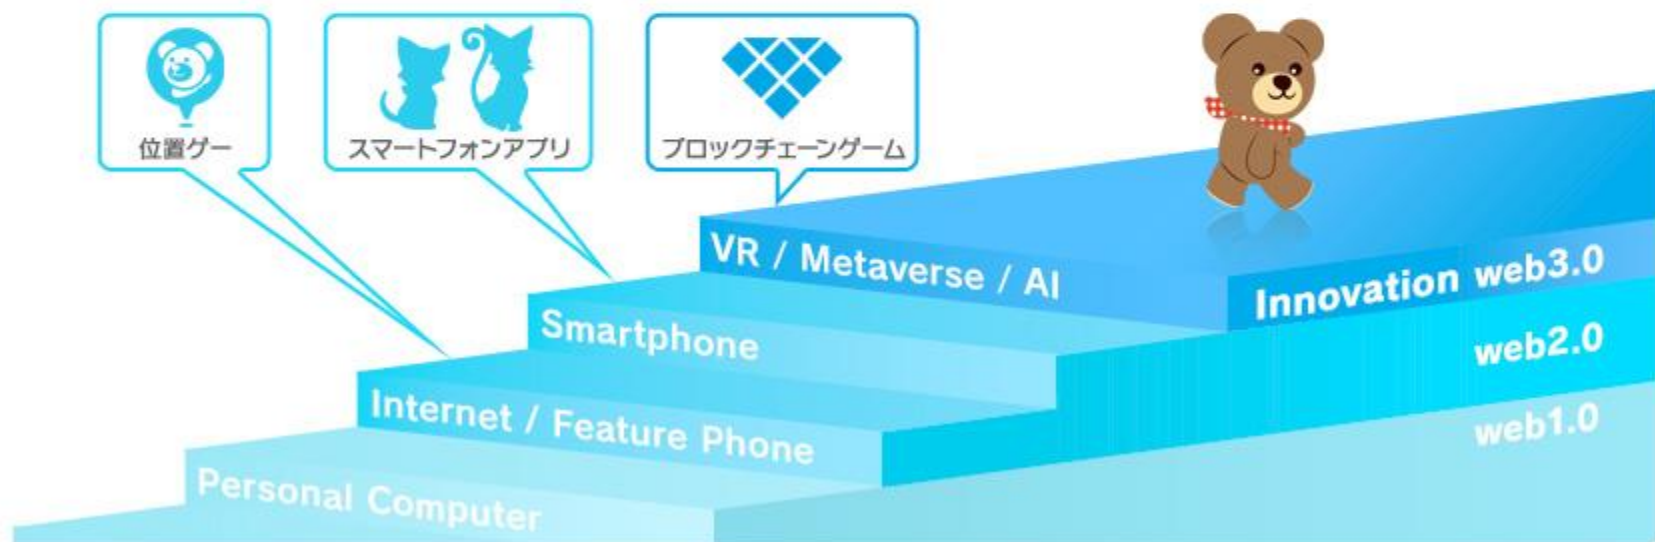 位置ゲー
スマートフォンアプリ
ブロックチェーンゲーム
VR / Metaverse / AI
Innovation web3.0
Smartphone
web2.0
Internet / Feature Phone
web1.0
Personal Computer